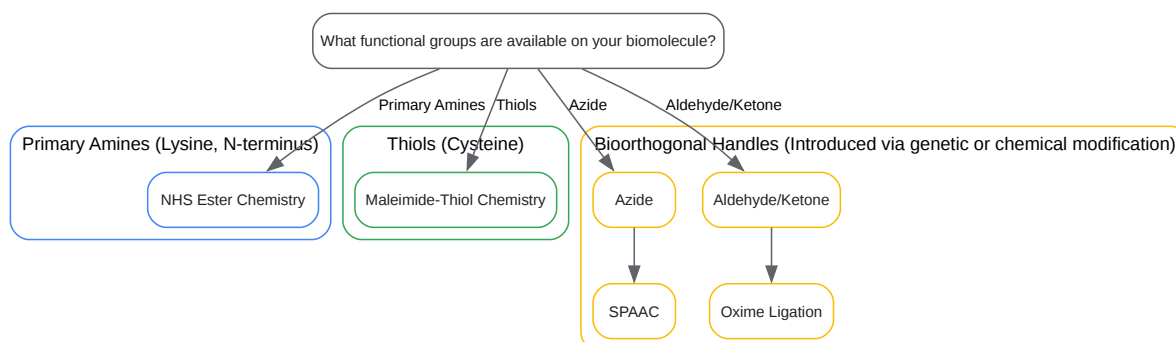 What functional groups are available on your biomolecule?
Primary Amines
Thiols
Azide
Aldehyde/Ketone
Primary Amines (Lysine, N-terminus)
Thiols (Cysteine)
Bioorthogonal Handles (Introduced via genetic or chemical modification)
NHS Ester Chemistry
Maleimide-Thiol Chemistry
Azide
Aldehyde/Ketone
SPAAC
Oxime Ligation